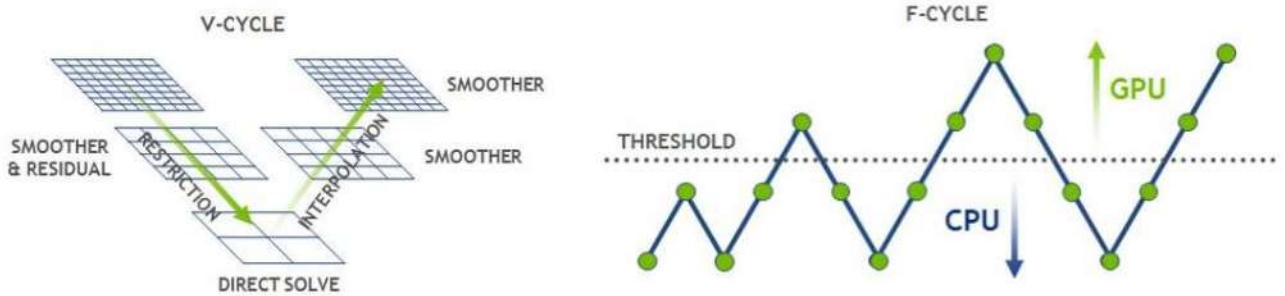 V-CYCLE
SMOOTHER
SMOOTHER
& RESIDUAL
RESTRICTION
INTERPOLATION
SMOOTHER
DIRECT SOLVE
F-CYCLE
GPU
THRESHOLD
CPU